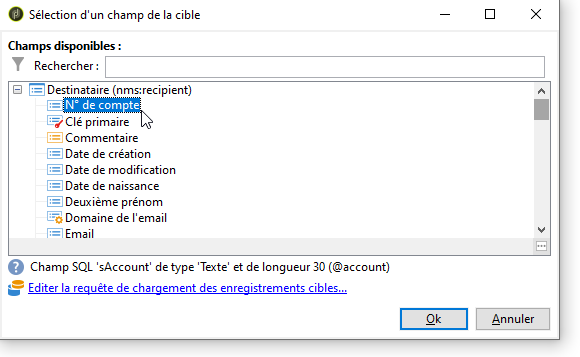 Sélection d'un champ de la cible
Champs disponibles :
Rechercher :
Destinataire (nms:recipient)
N° de compte
Clé primaire
Commentaire
Date de création
Date de modification
Date de naissance
Deuxième prénom
Domaine de l'email
Email
Champ SQL 'sAccount' de type 'Texte' et de longueur 30 (@account)
Editer la requête de chargement des enregistrements cibles...
Ok Annuler